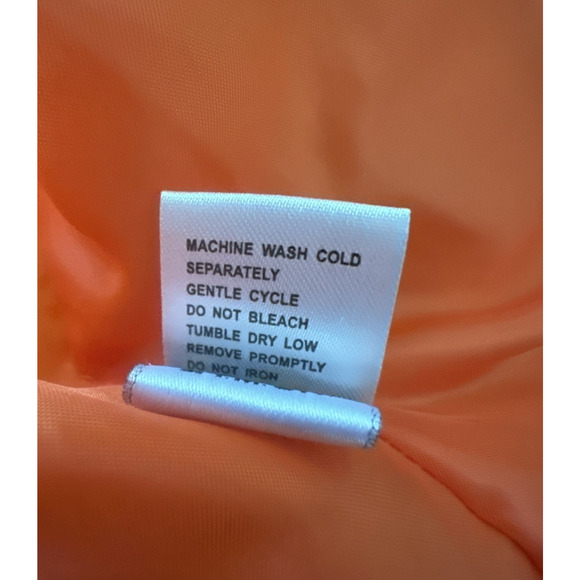 MACHINE WASH COLD
SEPARATELY
GENTLE CYCLE
DO NOT BLEACH
TUMBLE DRY LOW
REMOVE PROMPTLY
DO NOT IRON